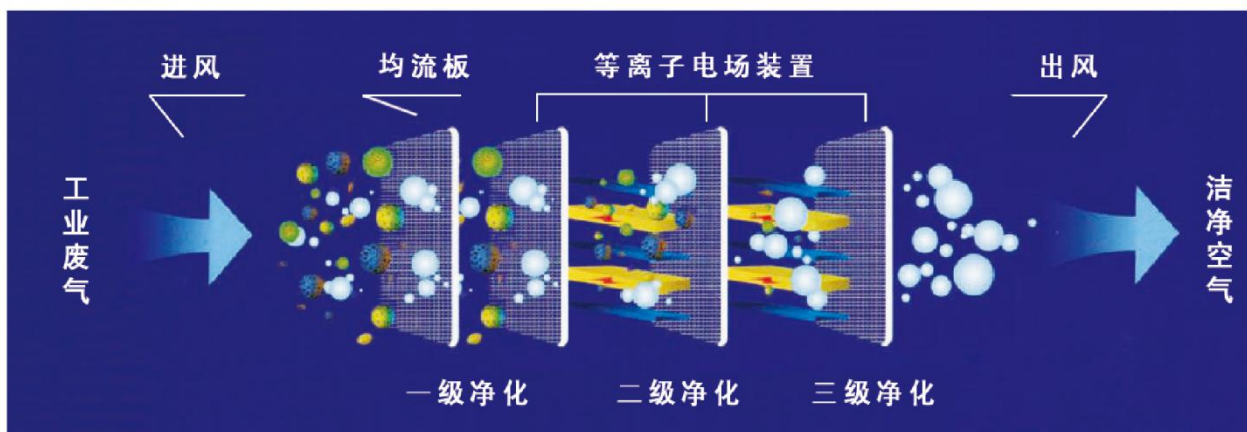 进风
均流板
等离子电场装置
出风
工业废气
洁净空气
一级净化
二级净化
三级净化